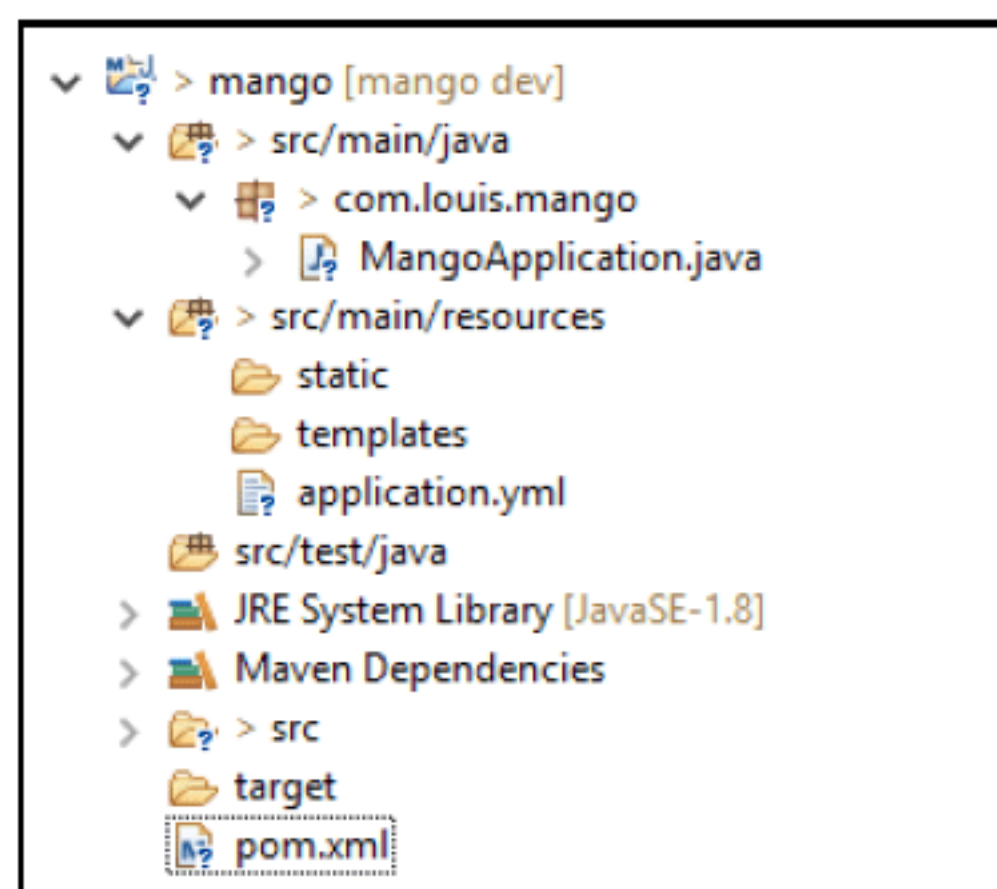 > mango [mango dev]
> src/main/java
> com.louis.mango
MangoApplication.java
> src/main/resources
static
templates
application.yml
src/test/java
JRE System Library [JavaSE-1.8]
Maven Dependencies
> src
target
pom.xml